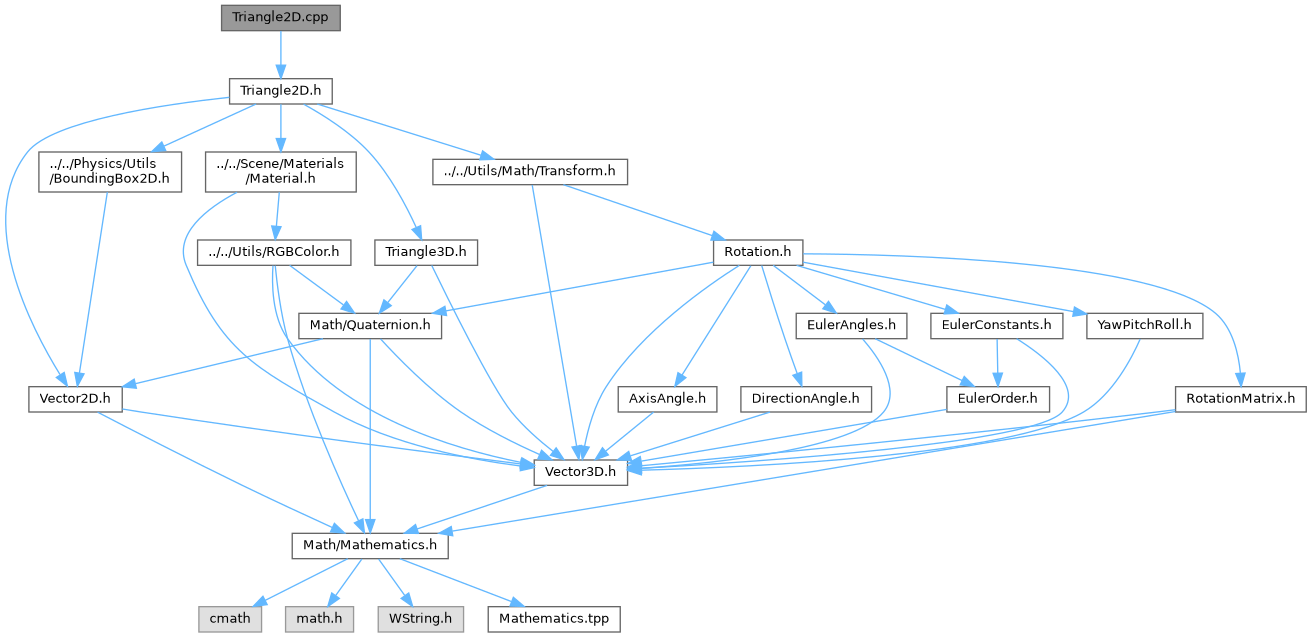 Triangle2D.cpp
Triangle2D.h
../../Physics/Utils
/BoundingBox2D.h
../../Scene/Materials
/Material.h
../../Utils/Math/Transform.h
../../Utils/RGBColor.h
Triangle3D.h
Rotation.h
Math/Quaternion.h
EulerAngles.h
EulerConstants.h
YawPitchRoll.h
Vector2D.h
AxisAngle.h
DirectionAngle.h
EulerOrder.h
RotationMatrix.h
Vector3D.h
Math/Mathematics.h
cmath
math.h
WString.h
Mathematics.tpp